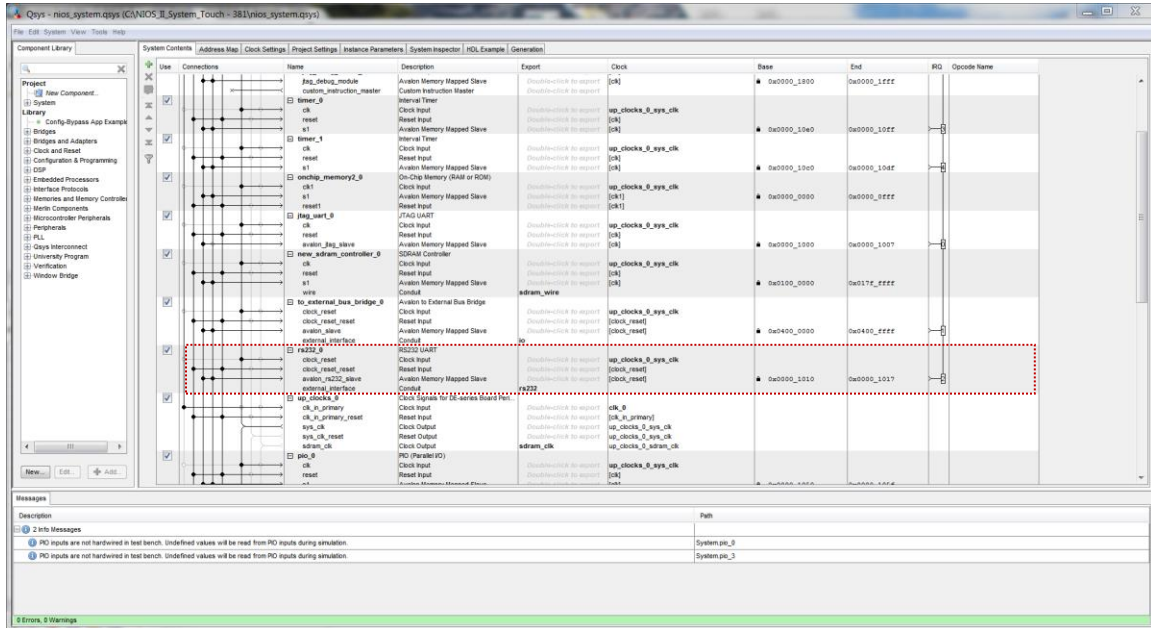 Qsys - nios_system.qsys (C:\NIOS_II_System_Touch - 381\nios_system.qsys)
File Edit System View Tools Help
Component Library
System Contents Address Map Clock Settings Project Settings Instance Parameters System Inspector HDL Example Generation
Project
New Component...
System
Library
Config-Bypass App Example
Bridges
Bridges and Adapters
Clock and Reset
Configuration & Programming
DSP
Embedded Processors
Interface Protocols
Memories and Memory Controller
Merlin Components
Microcontroller Peripherals
Peripherals
PLL
Qsys Interconnect
University Program
Verification
Window Bridge
New... Edit... Add...
Use Connections Name Description Export Clock Base End IRQ Opcode Name
jtag_debug_module Avalon Memory Mapped Slave Double-click to export [clk] 0x0000_1800 0x0000_1fff
custom_instruction_master Custom Instruction Master Double-click to export
timer_0 Interval Timer
clk Clock Input Double-click to export up_clocks_0_sys_clk
reset Reset Input Double-click to export [clk]
s1 Avalon Memory Mapped Slave Double-click to export [clk] 0x0000_10e0 0x0000_10ff
timer_1 Interval Timer
clk Clock Input Double-click to export up_clocks_0_sys_clk
reset Reset Input Double-click to export [clk]
s1 Avalon Memory Mapped Slave Double-click to export [clk] 0x0000_10c0 0x0000_10df
onchip_memory2_0 On-Chip Memory (RAM or ROM)
clk1 Clock Input Double-click to export up_clocks_0_sys_clk
s1 Avalon Memory Mapped Slave Double-click to export [clk1] 0x0000_0000 0x0000_0fff
reset1 Reset Input Double-click to export [clk1]
jtag_uart_0 JTAG UART
clk Clock Input Double-click to export up_clocks_0_sys_clk
reset Reset Input Double-click to export [clk]
avalon_jtag_slave Avalon Memory Mapped Slave Double-click to export [clk] 0x0000_1000 0x0000_1007
new_sdram_controller_0 SDRAM Controller
clk Clock Input Double-click to export up_clocks_0_sys_clk
reset Reset Input Double-click to export [clk]
s1 Avalon Memory Mapped Slave Double-click to export [clk] 0x0100_0000 0x017f_ffff
wire Conduit sdram_wire
to_external_bus_bridge_0 Avalon to External Bus Bridge
clock_reset Clock Input Double-click to export up_clocks_0_sys_clk
clock_reset_reset Reset Input Double-click to export [clock_reset]
avalon_slave Avalon Memory Mapped Slave Double-click to export [clock_reset] 0x0400_0000 0x0400_ffff
external_interface Conduit io
rs232_0 RS232 UART
clock_reset Clock Input Double-click to export up_clocks_0_sys_clk
clock_reset_reset Reset Input Double-click to export [clock_reset]
avalon_rs232_slave Avalon Memory Mapped Slave Double-click to export [clock_reset] 0x0000_1010 0x0000_1017
external_interface Conduit rs232
up_clocks_0 Clock Signals for DE-series Board Peri...
clk_in_primary Clock Input Double-click to export clk_0
clk_in_primary_reset Reset Input Double-click to export [clk_in_primary]
sys_clk Clock Output Double-click to export up_clocks_0_sys_clk
sys_clk_reset Reset Output Double-click to export up_clocks_0_sys_clk
sdram_clk Clock Output sdram_clk up_clocks_0_sdram_clk
pio_0 PIO (Parallel I/O)
clk Clock Input Double-click to export up_clocks_0_sys_clk
reset Reset Input Double-click to export [clk]
Messages
Description Path
2 Info Messages
PIO inputs are not hardwired in test bench. Undefined values will be read from PIO inputs during simulation. System.pio_0
PIO inputs are not hardwired in test bench. Undefined values will be read from PIO inputs during simulation. System.pio_3
0 Errors, 0 Warnings